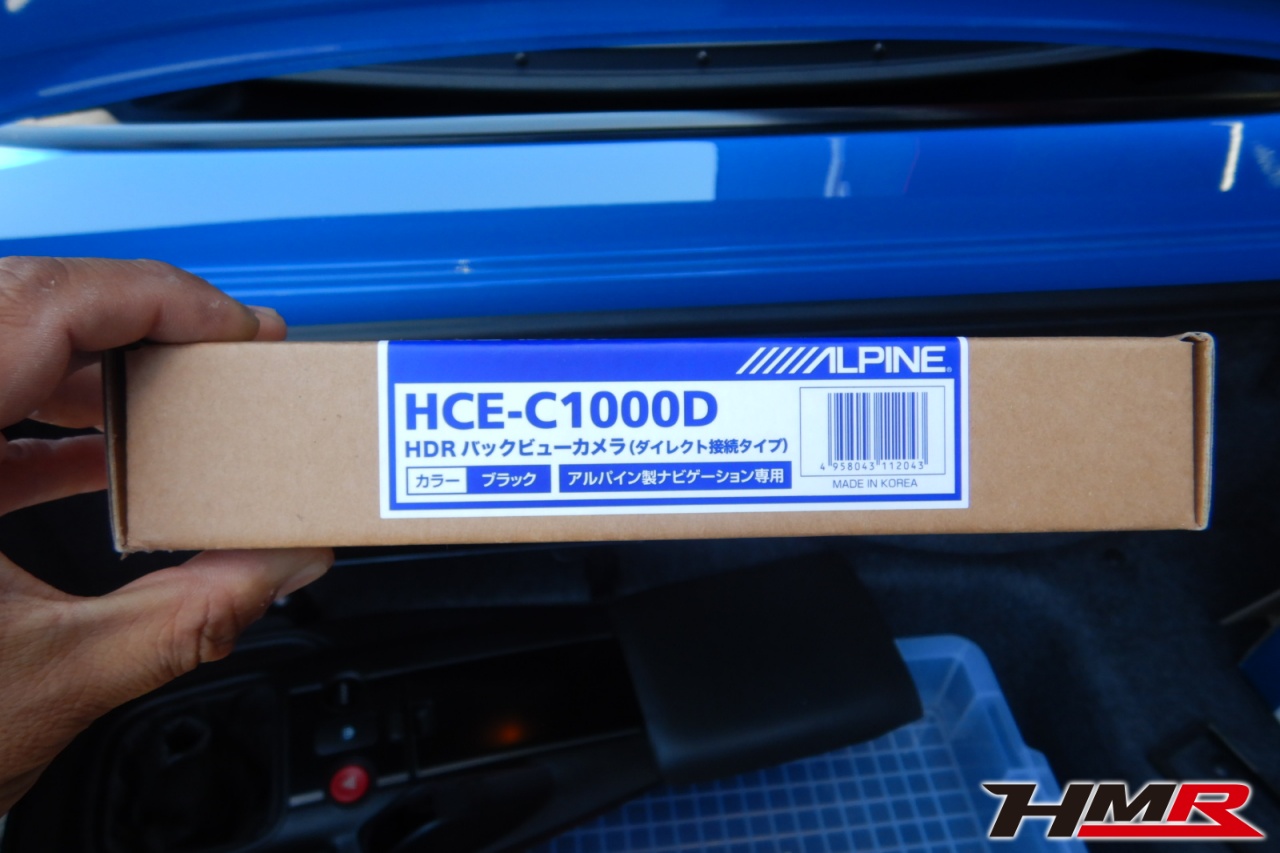 ALPINE®
HCE-C1000D
HDR バックビューカメラ(ダイレクト接続タイプ)
カラー ブラック アルパイン製ナビゲーション専用
4 958043 112043
MADE IN KOREA
HMR